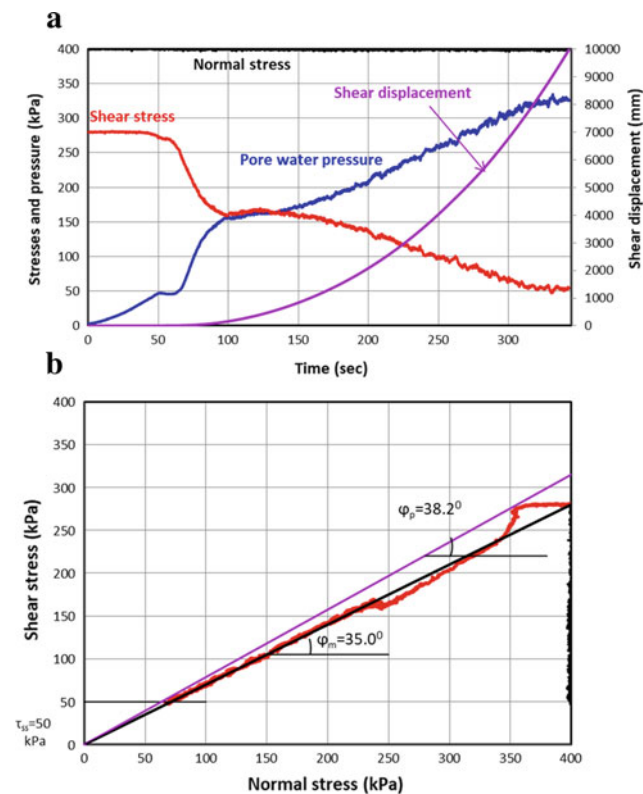 a
400
350
300
250
200
150
100
50
0
Stresses and pressure (kPa)
Normal stress
Shear stress
Shear displacement
Pore water pressure
10000
9000
8000
7000
6000
5000
4000
3000
2000
1000
0
Shear displacement (mm)
0 50 100 150 200 250 300
Time (sec)
b
400
350
300
250
200
150
100
50
0
Shear stress (kPa)
φp=38.2⁰
φm=35.0⁰
τss=50
kPa
0 50 100 150 200 250 300 350 400
Normal stress (kPa)